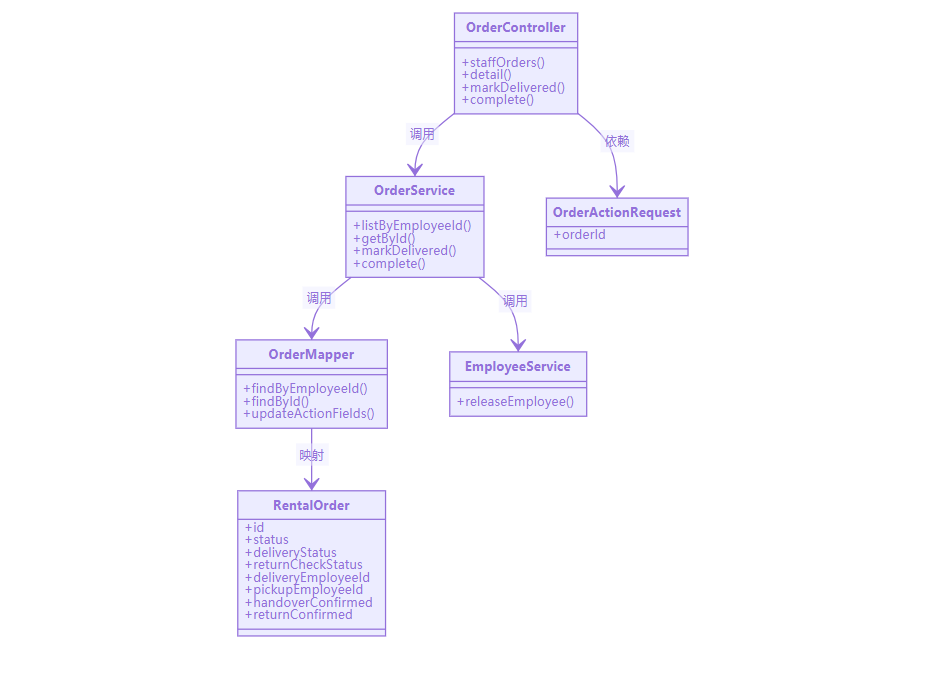 OrderController
+staffOrders()
+detail()
+markDelivered()
+complete()
调用
依赖
OrderService
+listByEmployeeId()
+getById()
+markDelivered()
+complete()
OrderActionRequest
+orderId
调用
调用
OrderMapper
+findByEmployeeId()
+findById()
+updateActionFields()
EmployeeService
+releaseEmployee()
映射
RentalOrder
+id
+status
+deliveryStatus
+returnCheckStatus
+deliveryEmployeeId
+pickupEmployeeId
+handoverConfirmed
+returnConfirmed